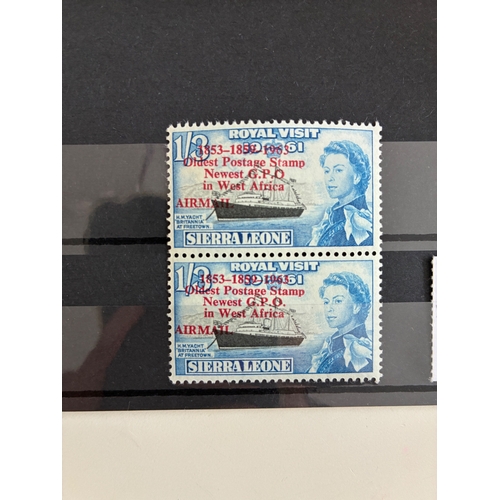 1/3 ROYAL VISIT
1853–1859–1963
Oldest Postage Stamp
Newest G.P.O
in West Africa
AIRMAIL
H.M.YACHT
'BRITANNIA'
AT FREETOWN
SIERRA LEONE
1/3 ROYAL VISIT
1853–1859–1963
Oldest Postage Stamp
Newest G.P.O.
in West Africa
AIRMAIL
H.M.YACHT
'BRITANNIA'
AT FREETOWN
SIERRA LEONE